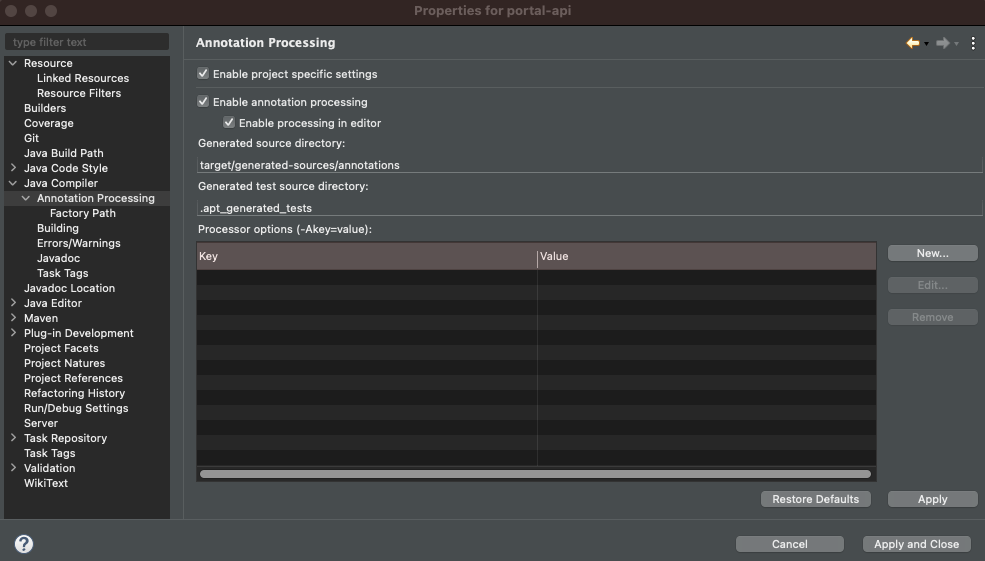 Properties for portal-api
type filter text
Resource
Linked Resources
Resource Filters
Builders
Coverage
Git
Java Build Path
Java Code Style
Java Compiler
Annotation Processing
Factory Path
Building
Errors/Warnings
Javadoc
Task Tags
Javadoc Location
Java Editor
Maven
Plug-in Development
Project Facets
Project Natures
Project References
Refactoring History
Run/Debug Settings
Server
Task Repository
Task Tags
Validation
WikiText
Annotation Processing
Enable project specific settings
Enable annotation processing
Enable processing in editor
Generated source directory:
target/generated-sources/annotations
Generated test source directory:
.apt_generated_tests
Processor options (-Akey=value):
Key Value
New...
Edit...
Remove
Restore Defaults Apply
? Cancel Apply and Close